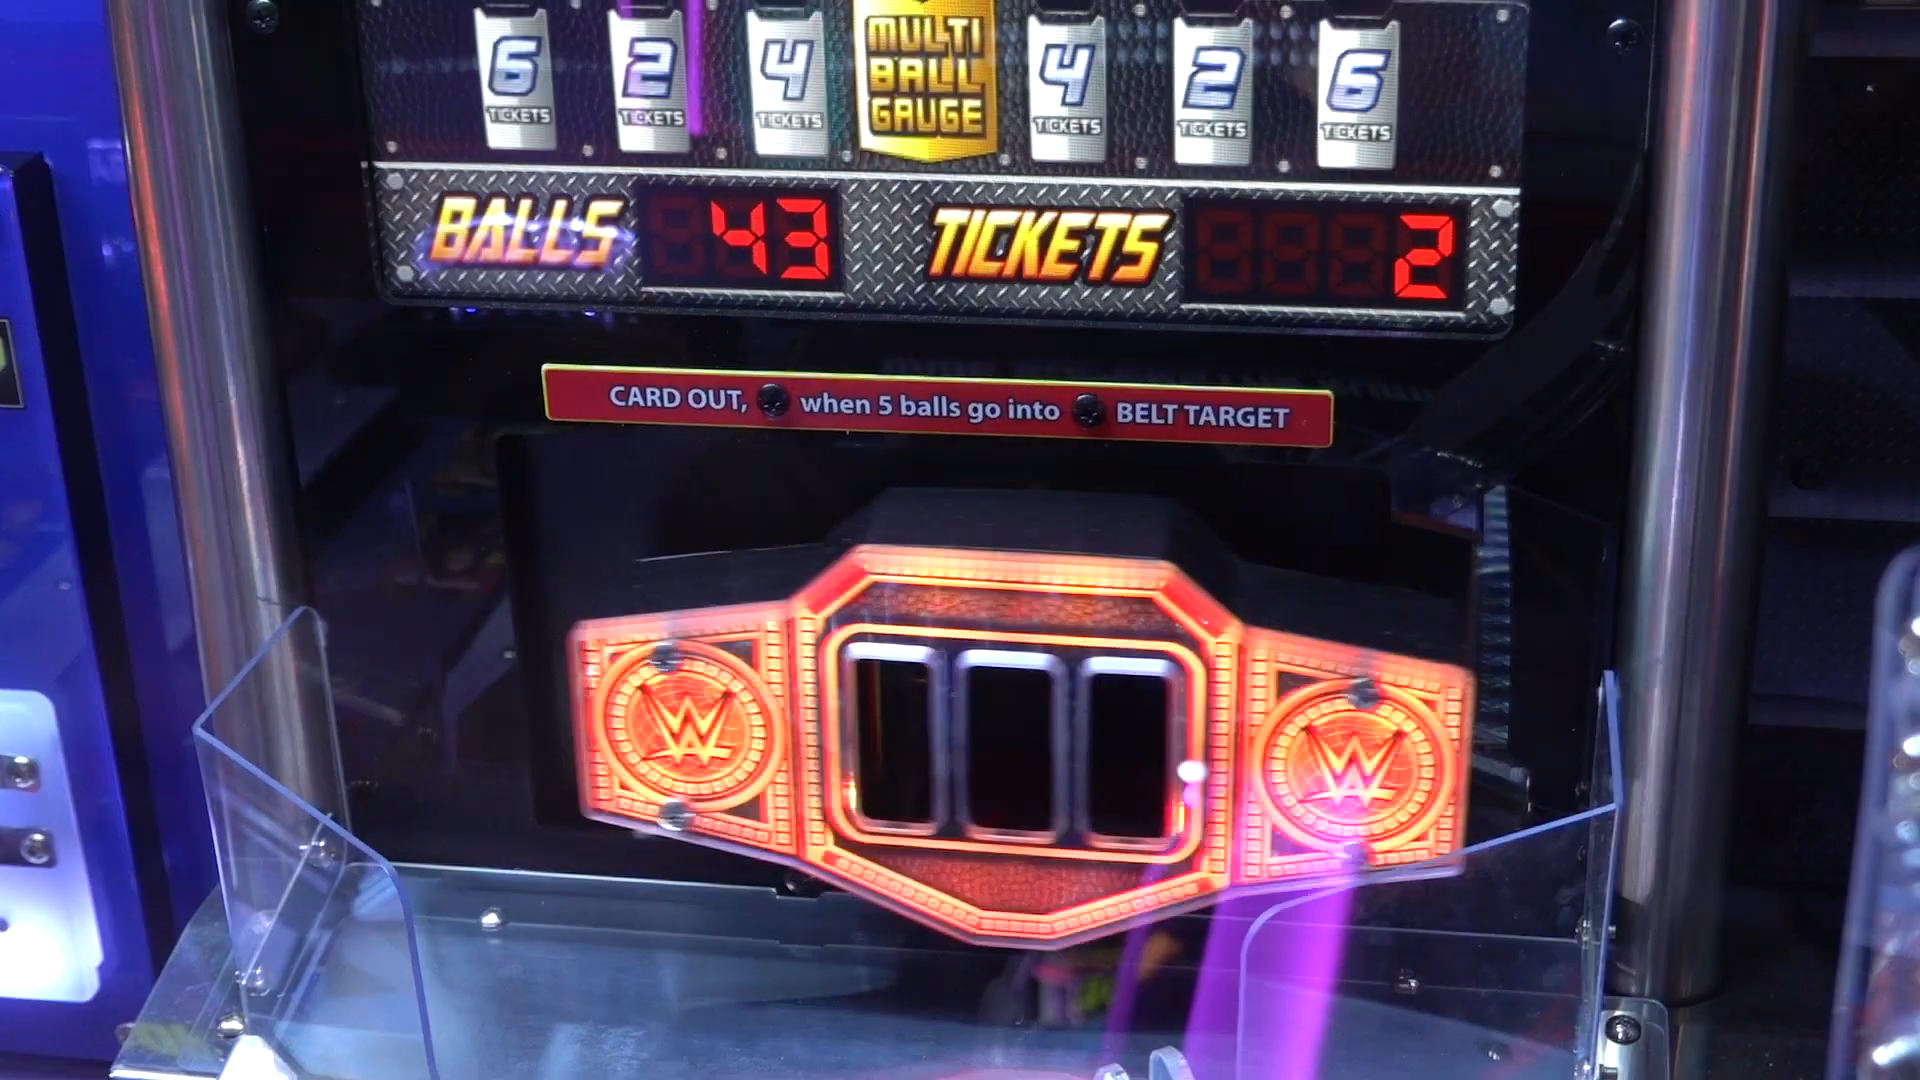 6 TICKETS
2 TICKETS
4 TICKETS
MULTI
BALL
GAUGE
4 TICKETS
2 TICKETS
6 TICKETS
BALLS 43 TICKETS 2
CARD OUT, when 5 balls go into BELT TARGET
W W